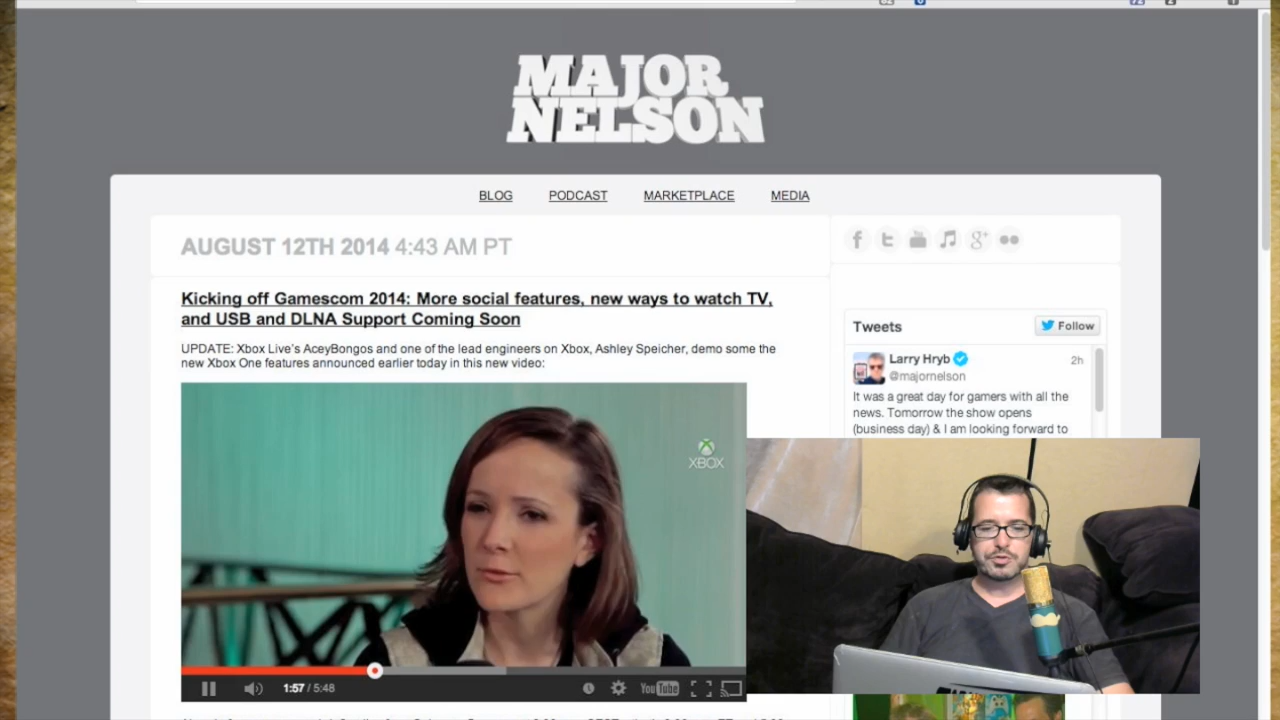 MAJOR
NELSON
BLOG PODCAST MARKETPLACE MEDIA
AUGUST 12TH 2014 4:43 AM PT
Kicking off Gamescom 2014: More social features, new ways to watch TV,
and USB and DLNA Support Coming Soon
UPDATE: Xbox Live's AceyBongos and one of the lead engineers on Xbox, Ashley Speicher, demo some the
new Xbox One features announced earlier today in this new video:
XBOX
1:57 / 5:48
YouTube
Tweets
Follow
Larry Hryb 2h
@majornelson
It was a great day for gamers with all the
news. Tomorrow the show opens
(business day) & I am looking forward to